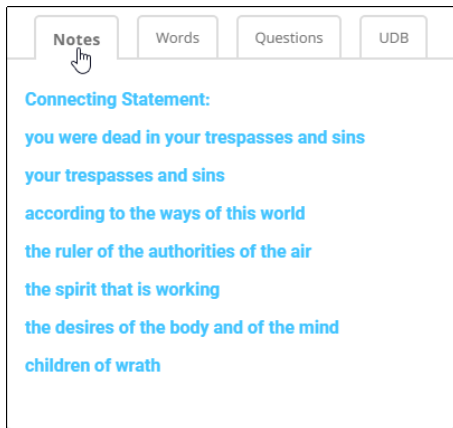 Notes Words Questions UDB
Connecting Statement:
you were dead in your trespasses and sins
your trespasses and sins
according to the ways of this world
the ruler of the authorities of the air
the spirit that is working
the desires of the body and of the mind
children of wrath